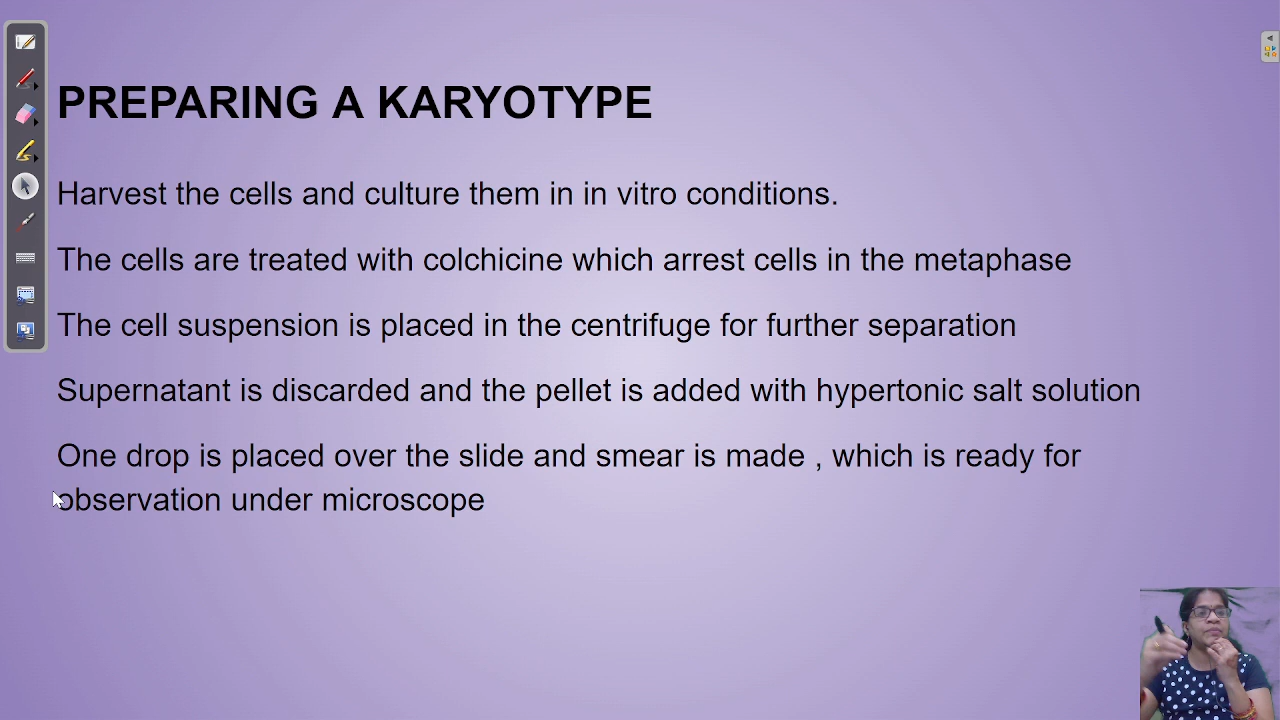 PREPARING A KARYOTYPE
Harvest the cells and culture them in in vitro conditions.
The cells are treated with colchicine which arrest cells in the metaphase
The cell suspension is placed in the centrifuge for further separation
Supernatant is discarded and the pellet is added with hypertonic salt solution
One drop is placed over the slide and smear is made , which is ready for
observation under microscope